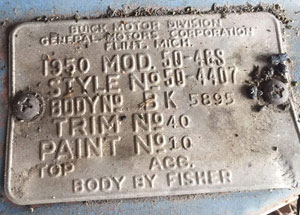 BUICK MOTOR DIVISION
GENERAL MOTORS CORPORATION
FLINT, MICH.
1950 MOD. 50-46S
STYLE Nº 50-4407
BODY Nº BK 5895
TRIM Nº 40
PAINT Nº 10
TOP ACC.
BODY BY FISHER